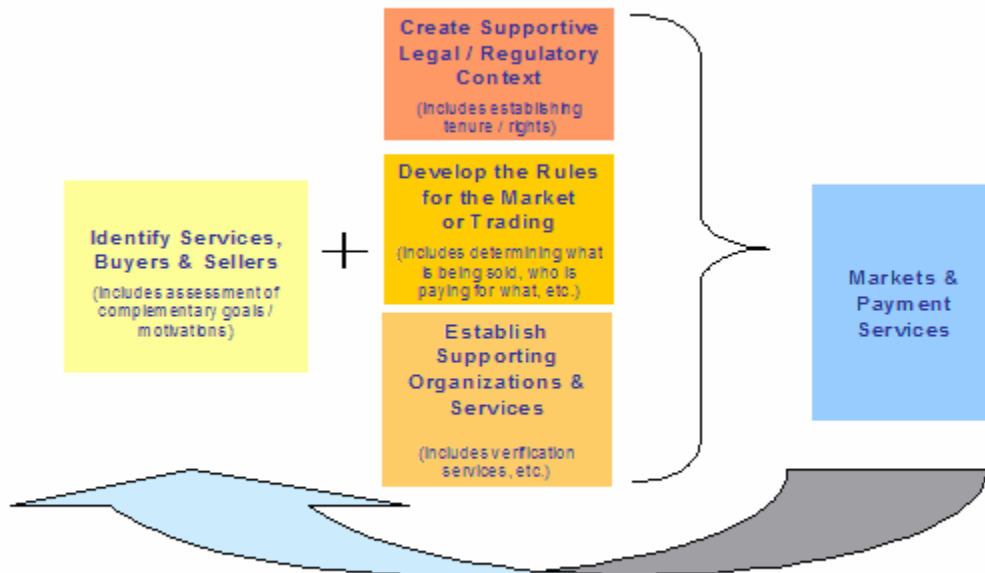 Create Supportive
Legal / Regulatory
Context
(includes establishing
tenure / rights)
Develop the Rules
for the Market
or Trading
(includes determining what
is being sold, who is
paying for what, etc.)
Identify Services,
Buyers & Sellers
(includes assessment of
complementary goals /
motivations)
+
Establish
Supporting
Organizations &
Services
(includes verification
services, etc.)
Markets &
Payment
Services